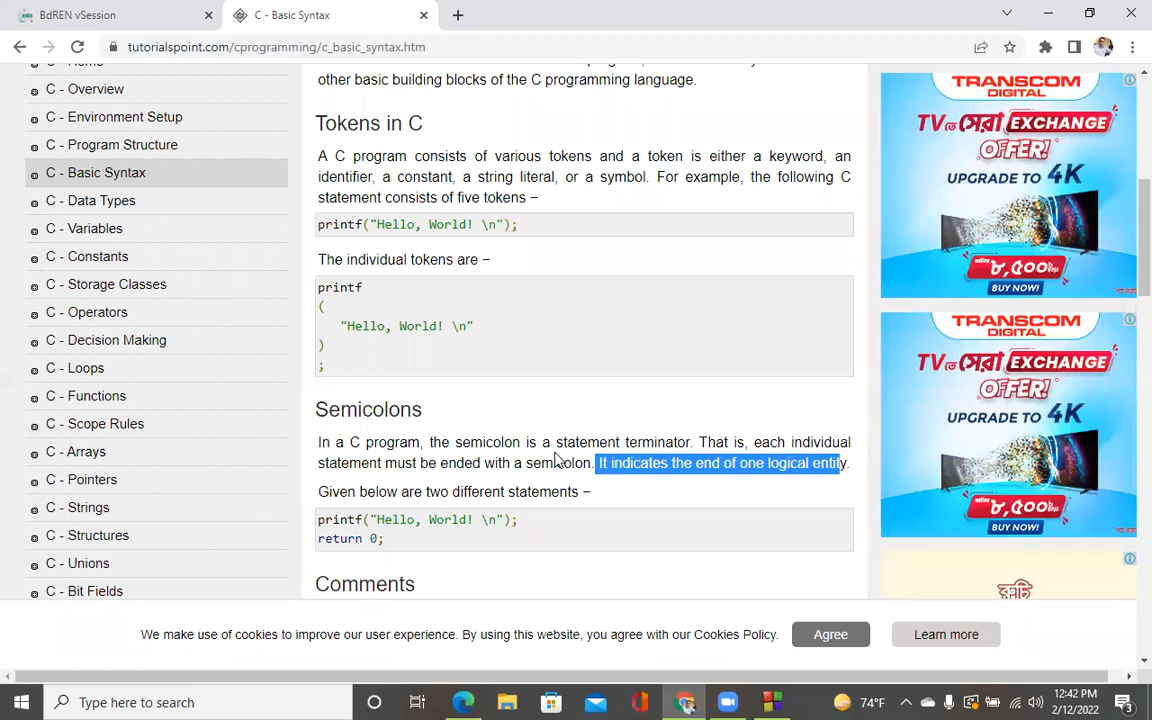 BdREN vSession
C - Basic Syntax
tutorialspoint.com/cprogramming/c_basic_syntax.htm
C - Overview
C - Environment Setup
C - Program Structure
C - Basic Syntax
C - Data Types
C - Variables
C - Constants
C - Storage Classes
C - Operators
C - Decision Making
C - Loops
C - Functions
C - Scope Rules
C - Arrays
C - Pointers
C - Strings
C - Structures
C - Unions
C - Bit Fields
other basic building blocks of the C programming language.
Tokens in C
A C program consists of various tokens and a token is either a keyword, an
identifier, a constant, a string literal, or a symbol. For example, the following C
statement consists of five tokens −
printf("Hello, World! \n");
The individual tokens are −
printf
(
"Hello, World! \n"
)
;
Semicolons
In a C program, the semicolon is a statement terminator. That is, each individual
statement must be ended with a semicolon. It indicates the end of one logical entity.
Given below are two different statements −
printf("Hello, World! \n");
return 0;
Comments
TRANSCOM
DIGITAL
TVতে সেরা EXCHANGE
OFFER!
UPGRADE TO 4K
৮,৫০০
BUY NOW!
TRANSCOM
DIGITAL
TVতে সেরা EXCHANGE
OFFER!
UPGRADE TO 4K
৮,৫০০
BUY NOW!
রুচি
We make use of cookies to improve our user experience. By using this website, you agree with our Cookies Policy.
Agree
Learn more
Type here to search
74°F
12:42 PM
2/12/2022
3